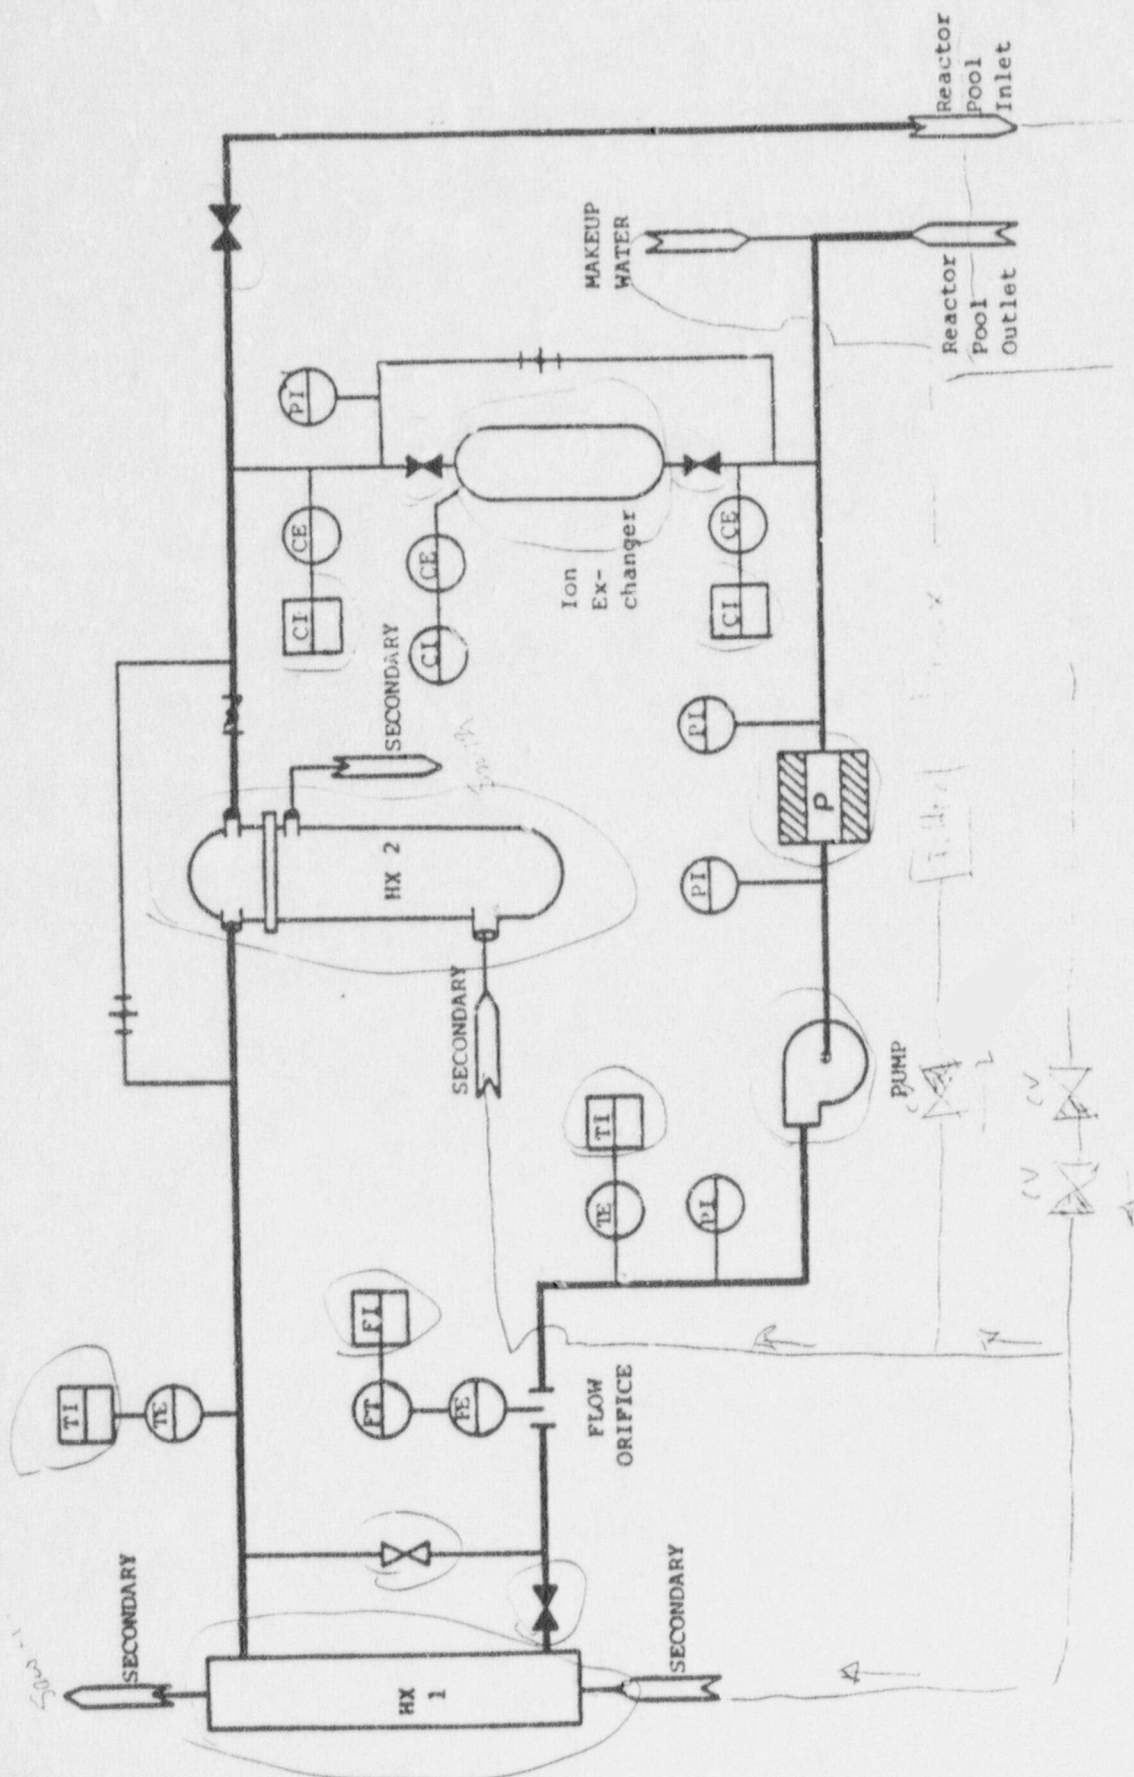 Reactor
Pool
Inlet
MAKEUP
WATER
Reactor
Pool
Outlet
PI
CE
CI
CE
CI
Ion
Ex-
changer
CE
CI
SECONDARY
South
HX 2
SECONDARY
PI
P
PI
PUMP
TI
TE
PI
CV
CV
FI
FT
FE
FLOW
ORIFICE
TI
TE
SECONDARY
HX
1
SECONDARY